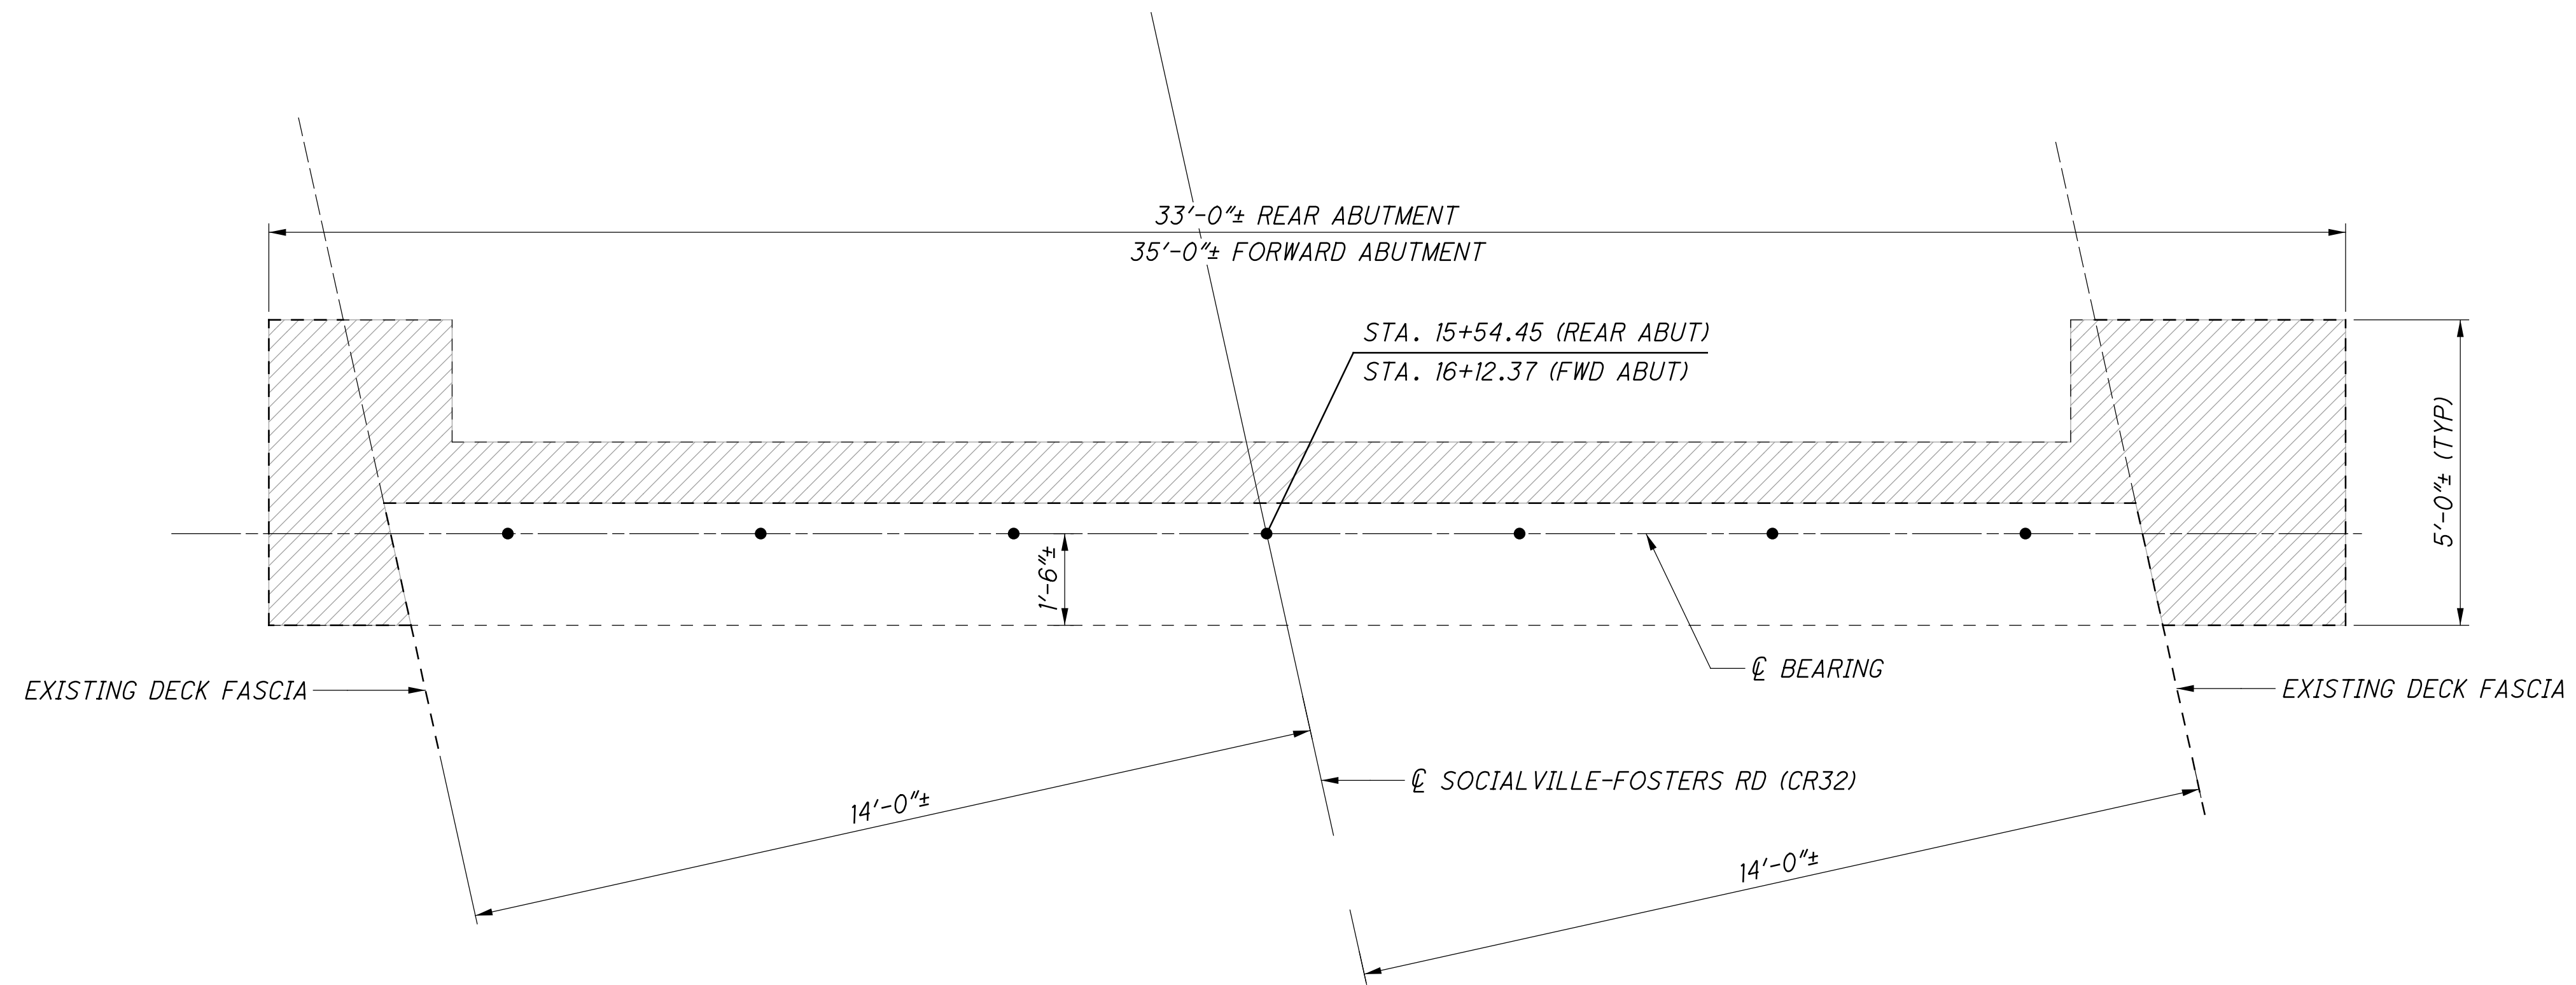 33'-0"± REAR ABUTMENT
35'-0"± FORWARD ABUTMENT
STA. 15+54.45 (REAR ABUT)
STA. 16+12.37 (FWD ABUT)
5'-0"± (TYP)
1'-6"±
℄ BEARING
EXISTING DECK FASCIA
EXISTING DECK FASCIA
℄ SOCIALVILLE-FOSTERS RD (CR32)
14'-0"±
14'-0"±